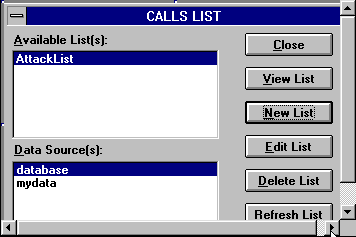 CALLS LIST
Available List(s):
AttackList
Close
View List
New List
Edit List
Delete List
Refresh List
Data Source(s):
database
mydata